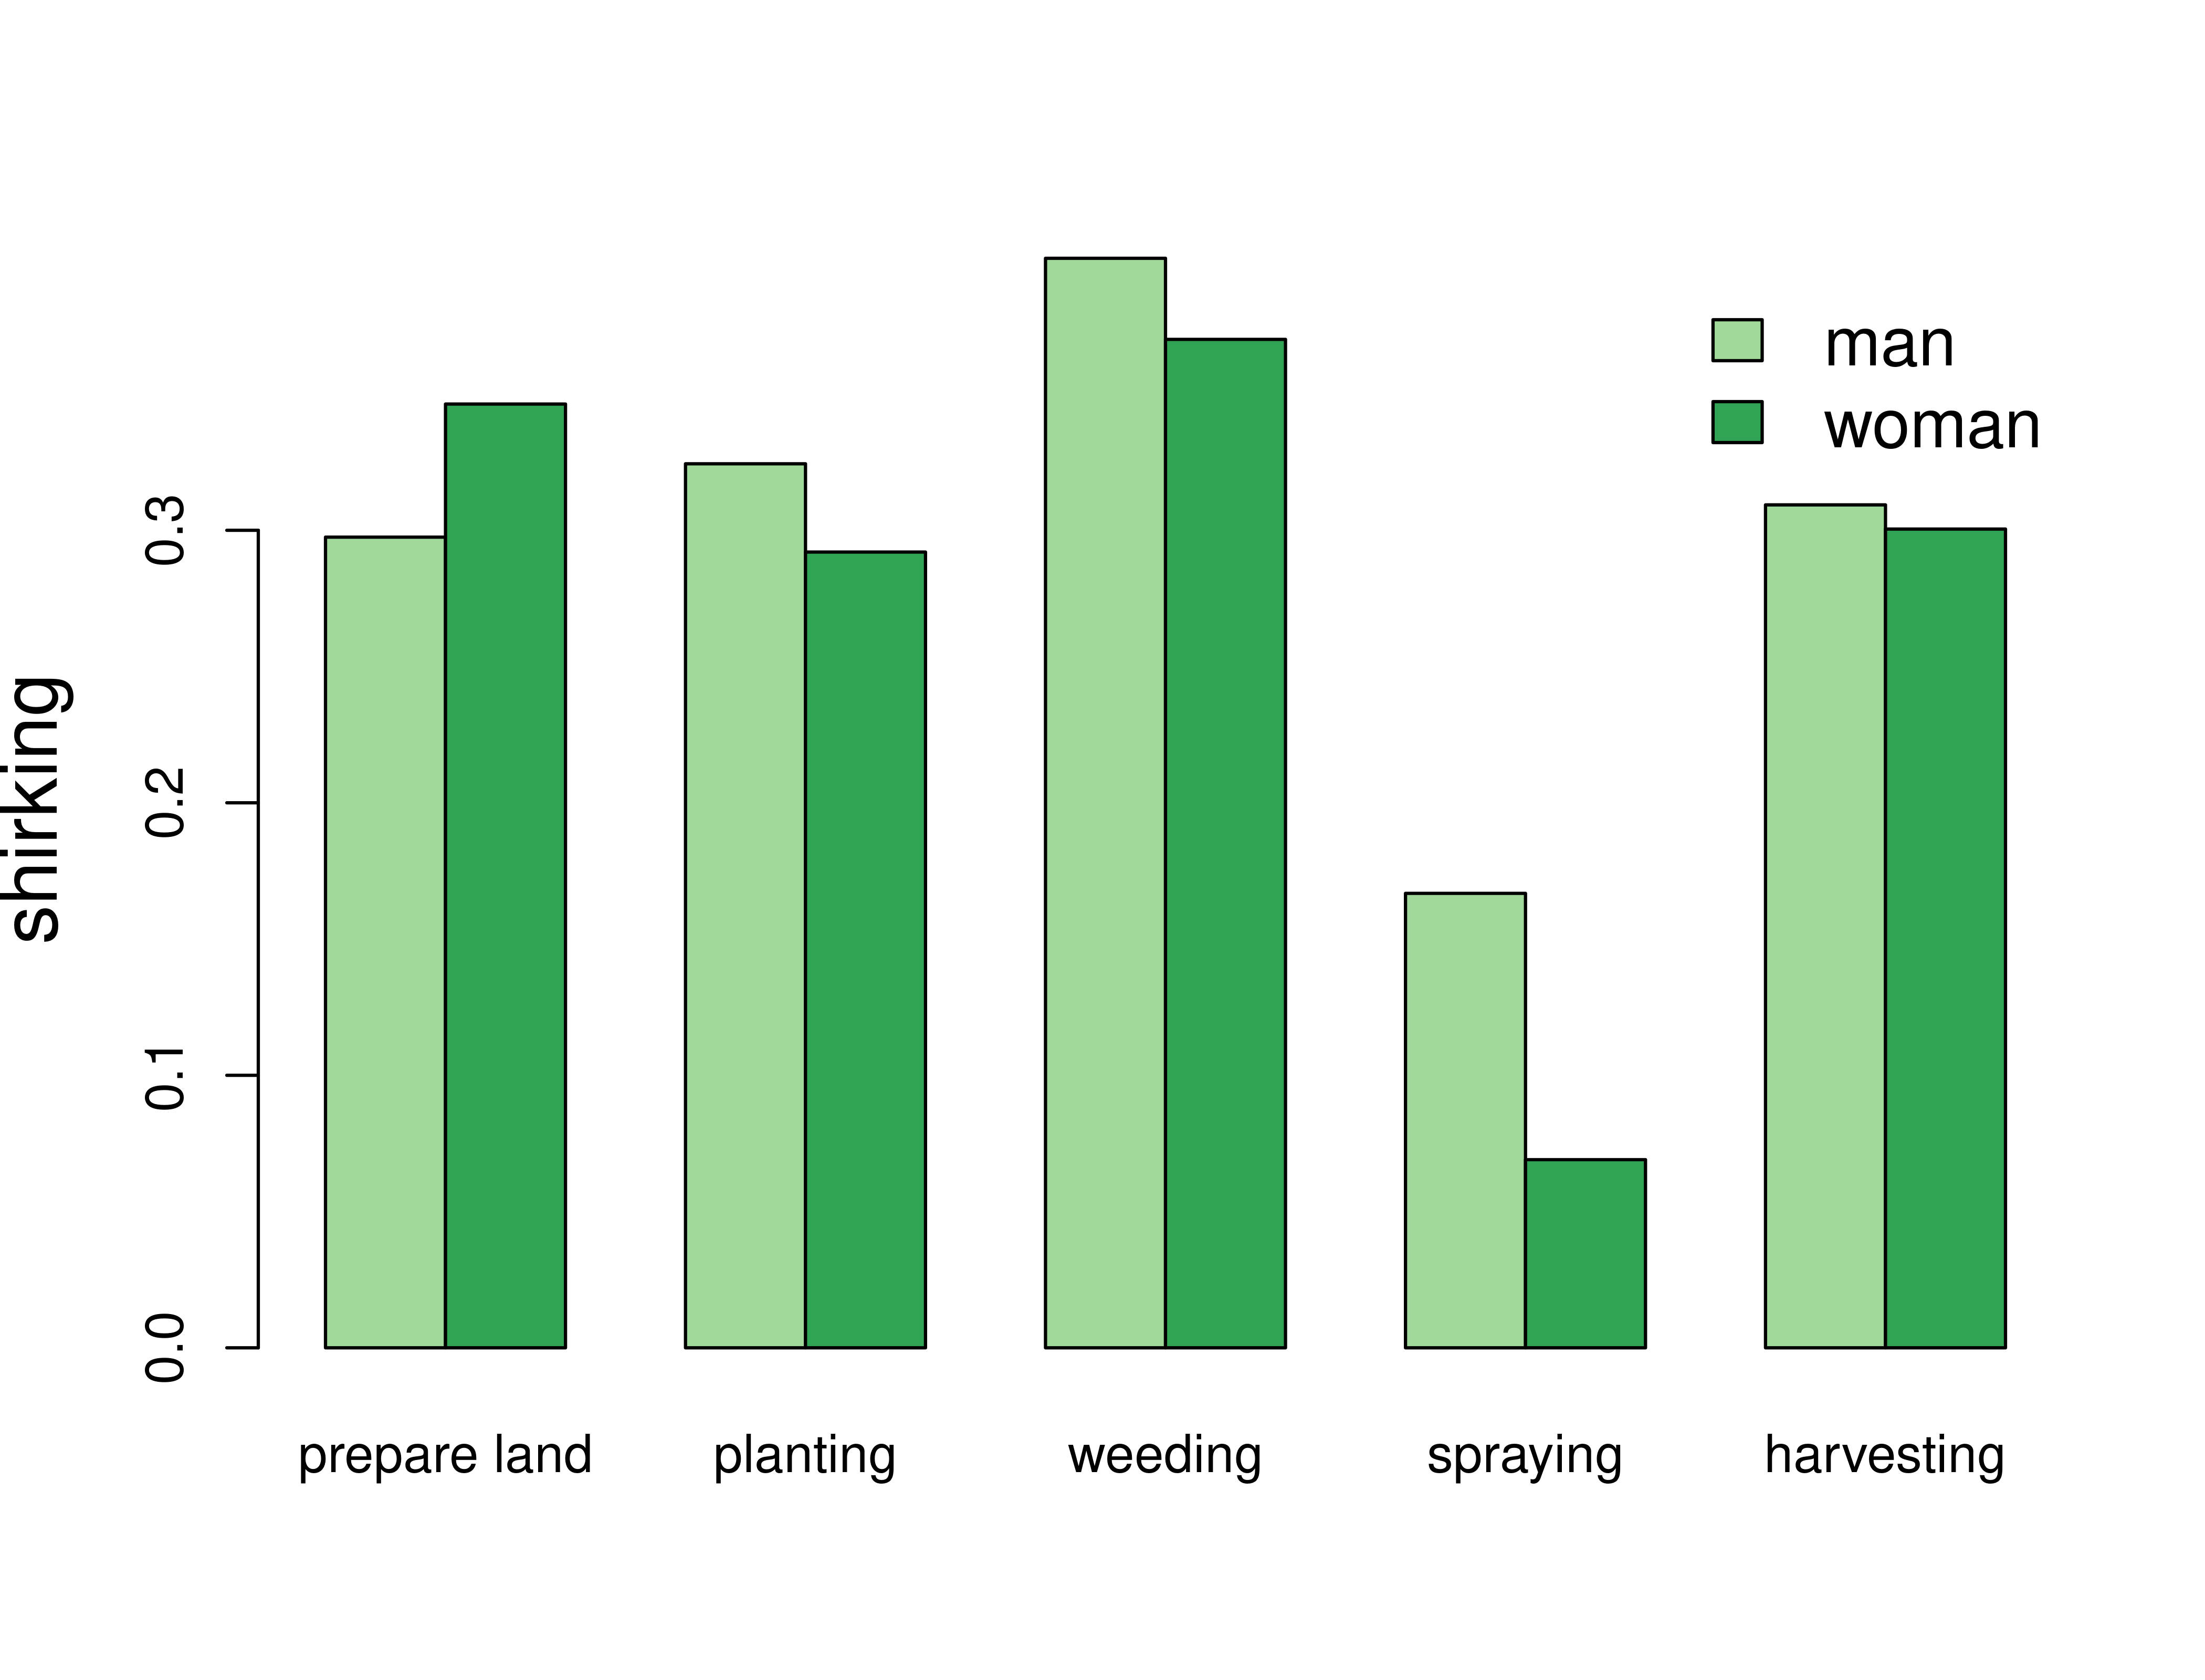 man
woman
shirking
0.3
0.2
0.1
0.0
prepare land
planting
weeding
spraying
harvesting